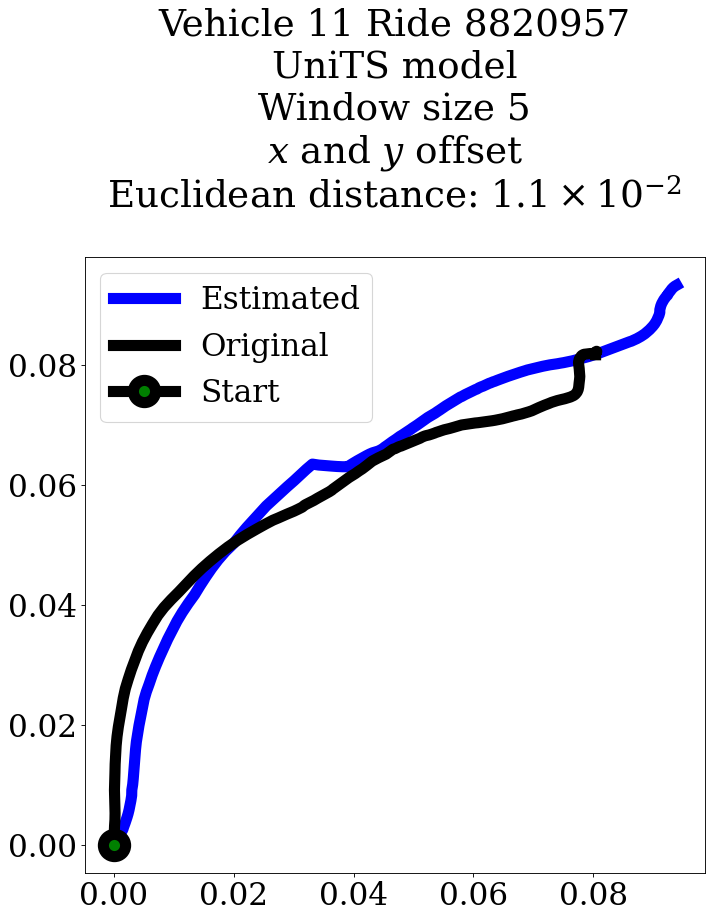 Vehicle 11 Ride 8820957
UniTS model
Window size 5
x and y offset
Euclidean distance: 1.1 × 10⁻²
Estimated
Original
Start
0.08
0.06
0.04
0.02
0.00
0.00 0.02 0.04 0.06 0.08